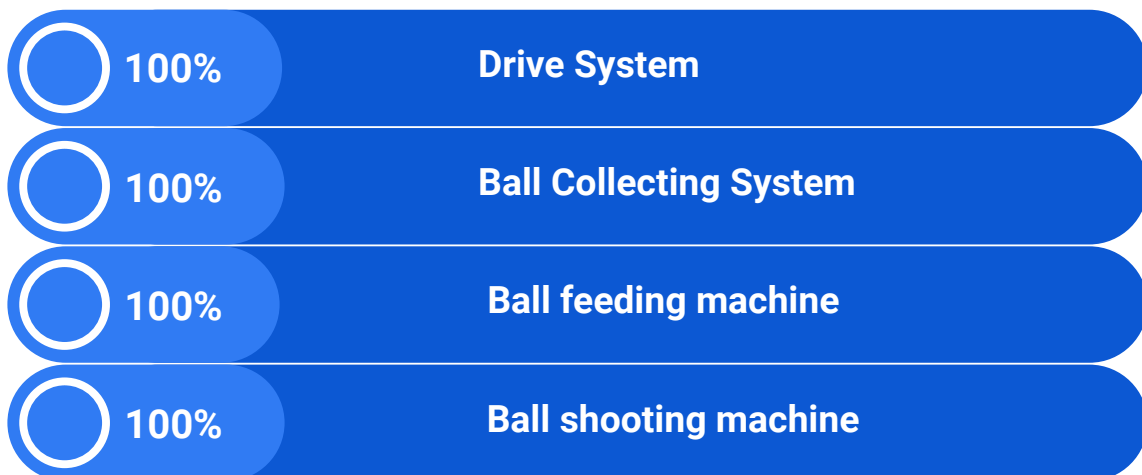 100% Drive System
100% Ball Collecting System
100% Ball feeding machine
100% Ball shooting machine